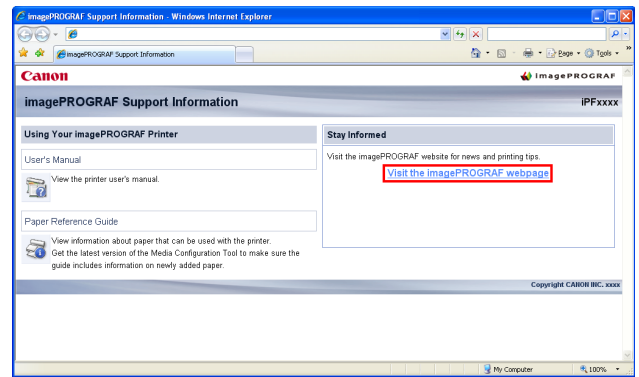 imagePROGRAF Support Information - Windows Internet Explorer
imagePROGRAF Support Information
Page
Tools
Canon
imagePROGRAF
imagePROGRAF Support Information
iPFxxxx
Using Your imagePROGRAF Printer
User's Manual
View the printer user's manual.
Paper Reference Guide
View information about paper that can be used with the printer.
Get the latest version of the Media Configuration Tool to make sure the
guide includes information on newly added paper.
Stay Informed
Visit the imagePROGRAF website for news and printing tips.
Visit the imagePROGRAF webpage
Copyright CANON INC. xxxx
My Computer
100%